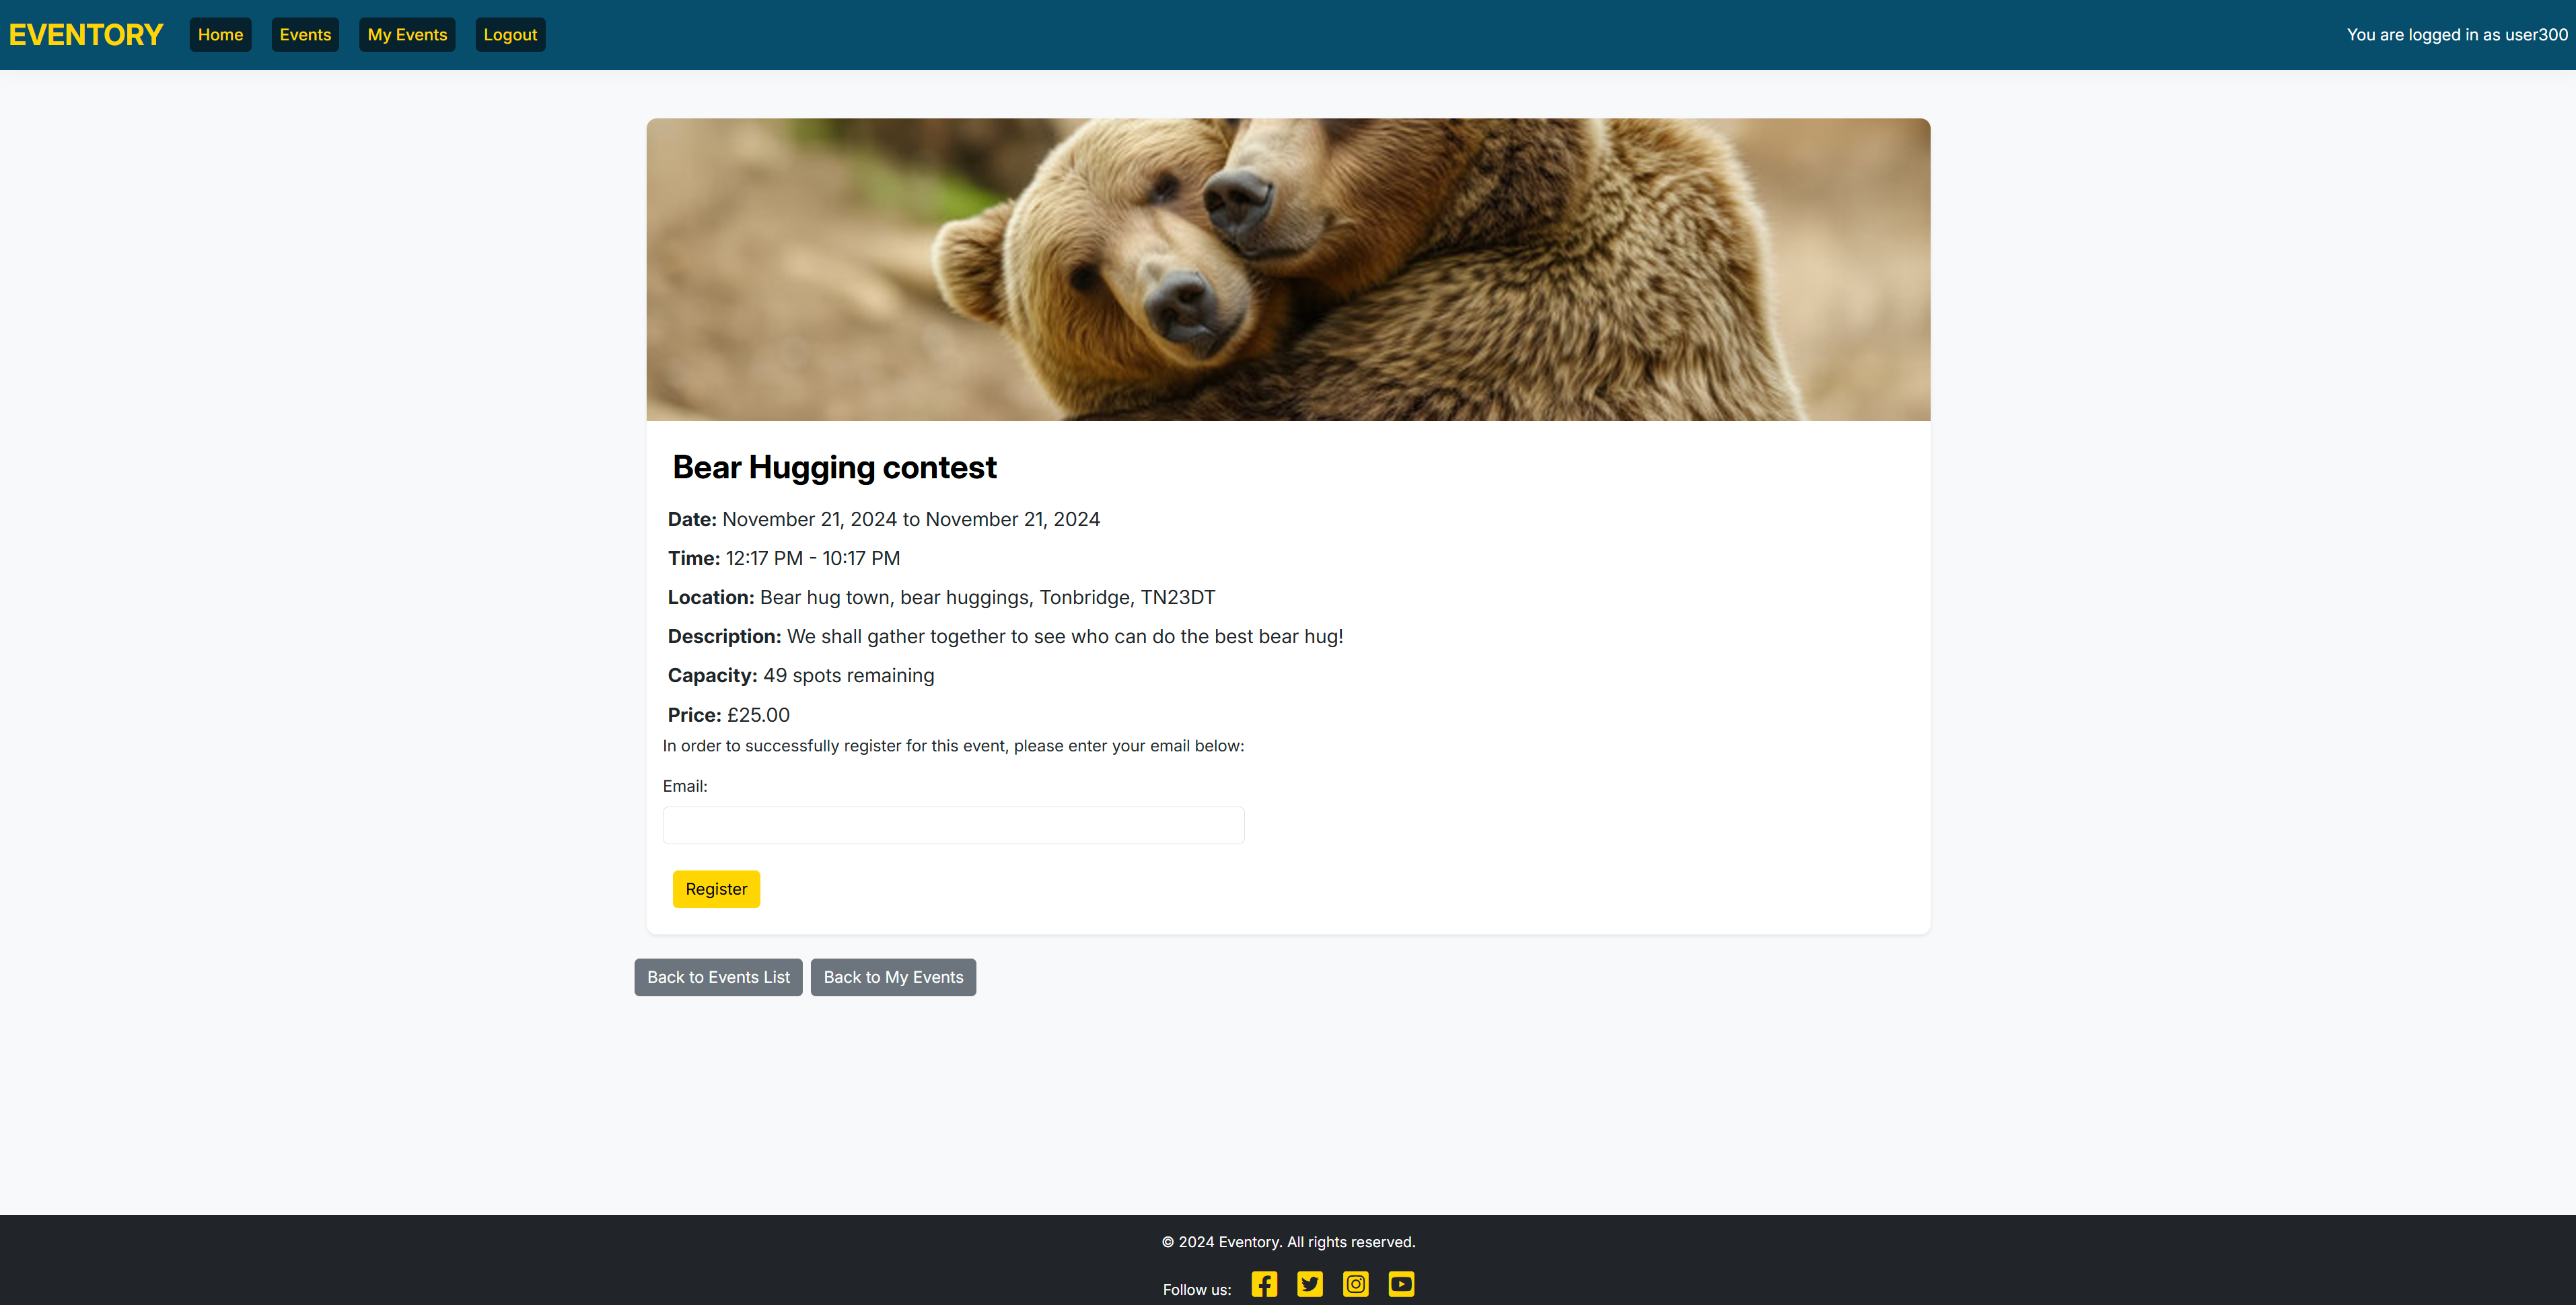 EVENTORY Home Events My Events Logout You are logged in as user300
Bear Hugging contest
Date: November 21, 2024 to November 21, 2024
Time: 12:17 PM - 10:17 PM
Location: Bear hug town, bear huggings, Tonbridge, TN23DT
Description: We shall gather together to see who can do the best bear hug!
Capacity: 49 spots remaining
Price: £25.00
In order to successfully register for this event, please enter your email below:
Email:
Register
Back to Events List Back to My Events
© 2024 Eventory. All rights reserved.
Follow us: